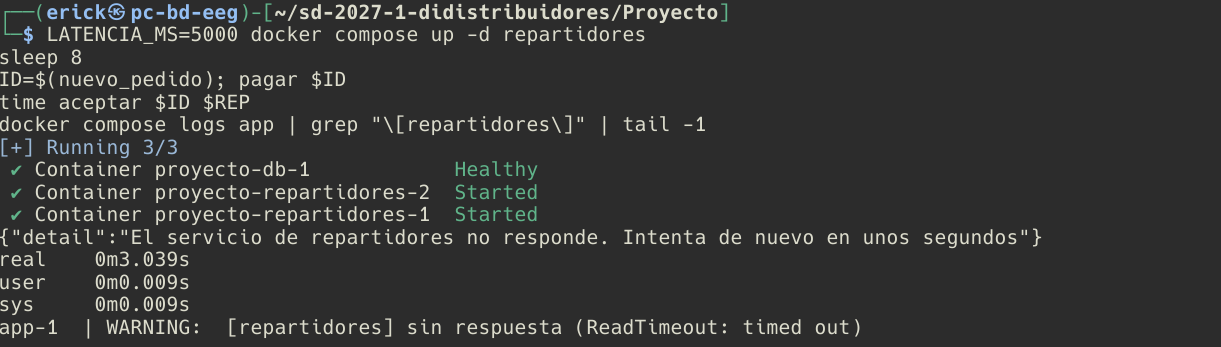 ┌──(erick㉿pc-bd-eeg)-[~/sd-2027-1-didistribuidores/Proyecto]
└─$ LATENCIA_MS=5000 docker compose up -d repartidores
sleep 8
ID=$(nuevo_pedido); pagar $ID
time aceptar $ID $REP
docker compose logs app | grep "\[repartidores\]" | tail -1
[+] Running 3/3
 ✔ Container proyecto-db-1            Healthy
 ✔ Container proyecto-repartidores-2  Started
 ✔ Container proyecto-repartidores-1  Started
{"detail":"El servicio de repartidores no responde. Intenta de nuevo en unos segundos"}
real    0m3.039s
user    0m0.009s
sys     0m0.009s
app-1  | WARNING:  [repartidores] sin respuesta (ReadTimeout: timed out)